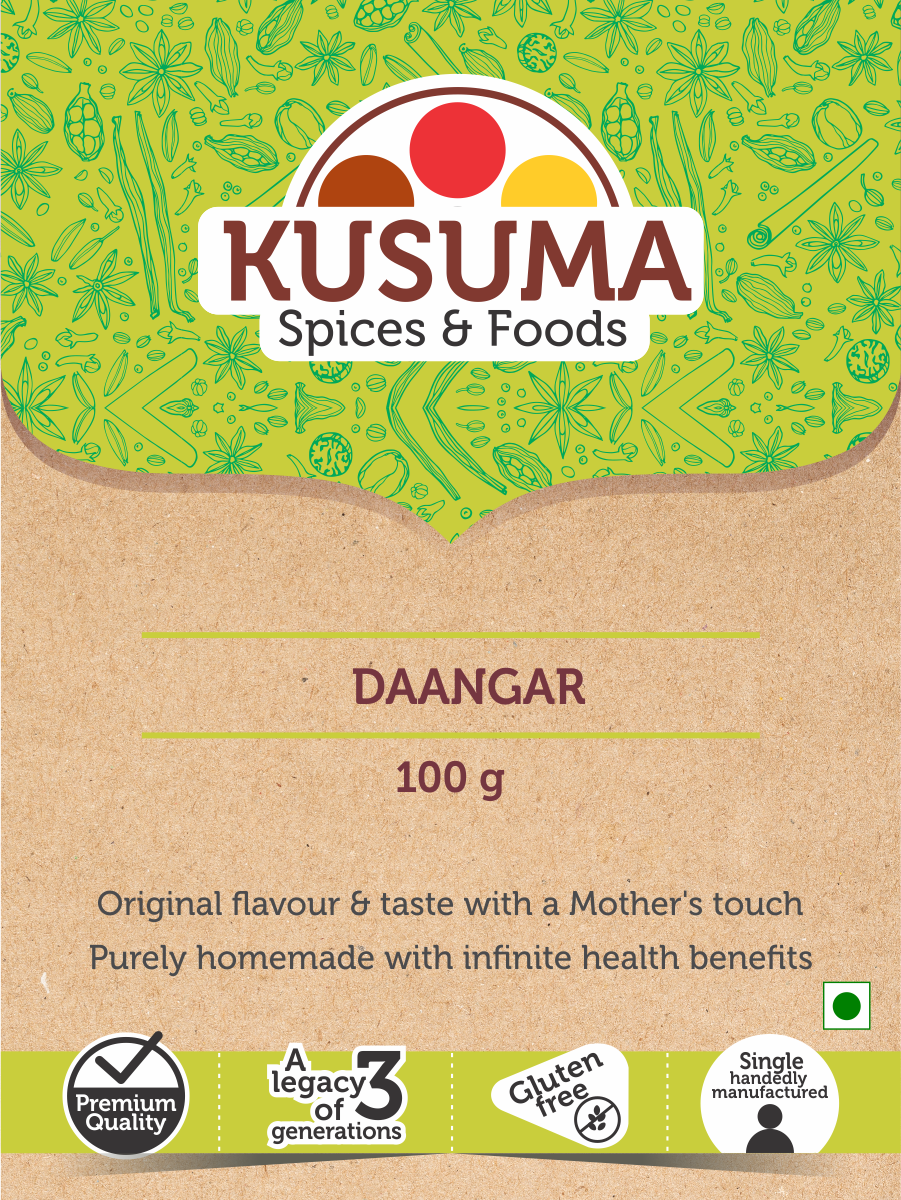 KUSUMA
Spices & Foods
DAANGAR
100 g
Original flavour & taste with a Mother's touch
Purely homemade with infinite health benefits
Premium
Quality
A
legacy 3
of
generations
Gluten
free
Single
handedly
manufactured